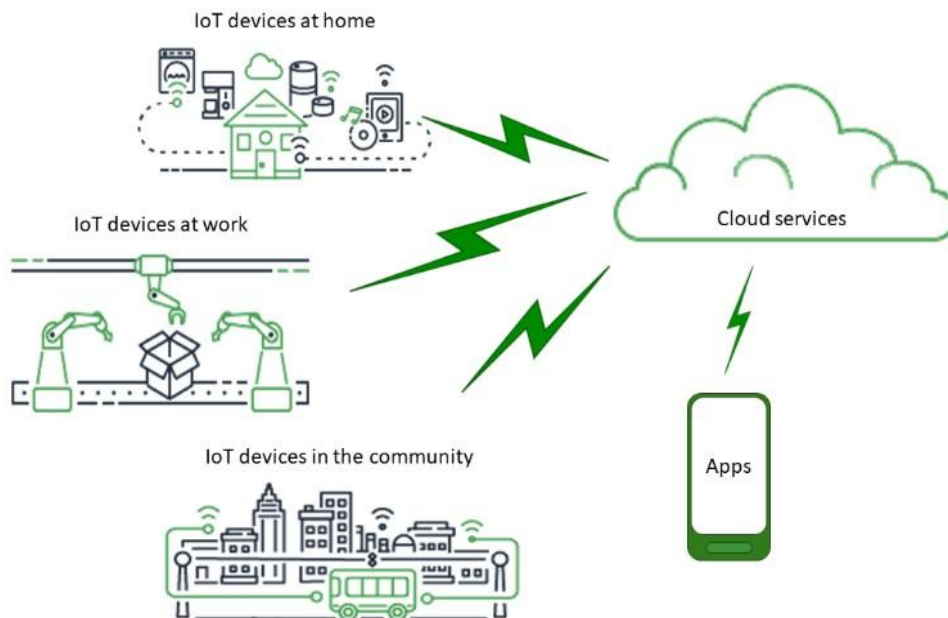 IoT devices at home
Cloud services
IoT devices at work
IoT devices in the community
Apps